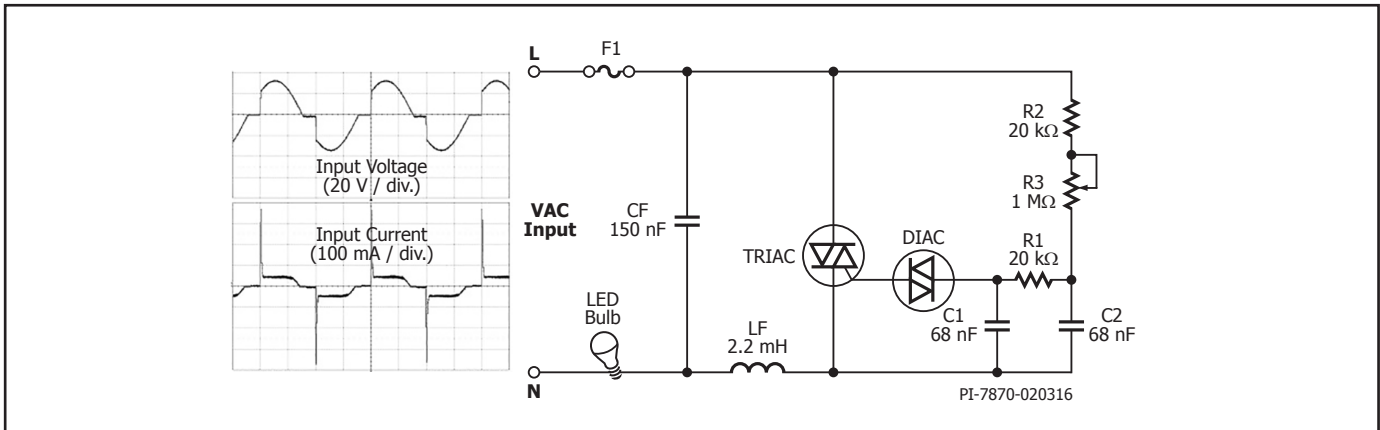 Input Voltage
(20 V / div.)
Input Current
(100 mA / div.)
L
F1
VAC
Input
CF
150 nF
LED
Bulb
N
LF
2.2 mH
TRIAC
DIAC
R2
20 kΩ
R3
1 MΩ
R1
20 kΩ
C1
68 nF
C2
68 nF
PI-7870-020316